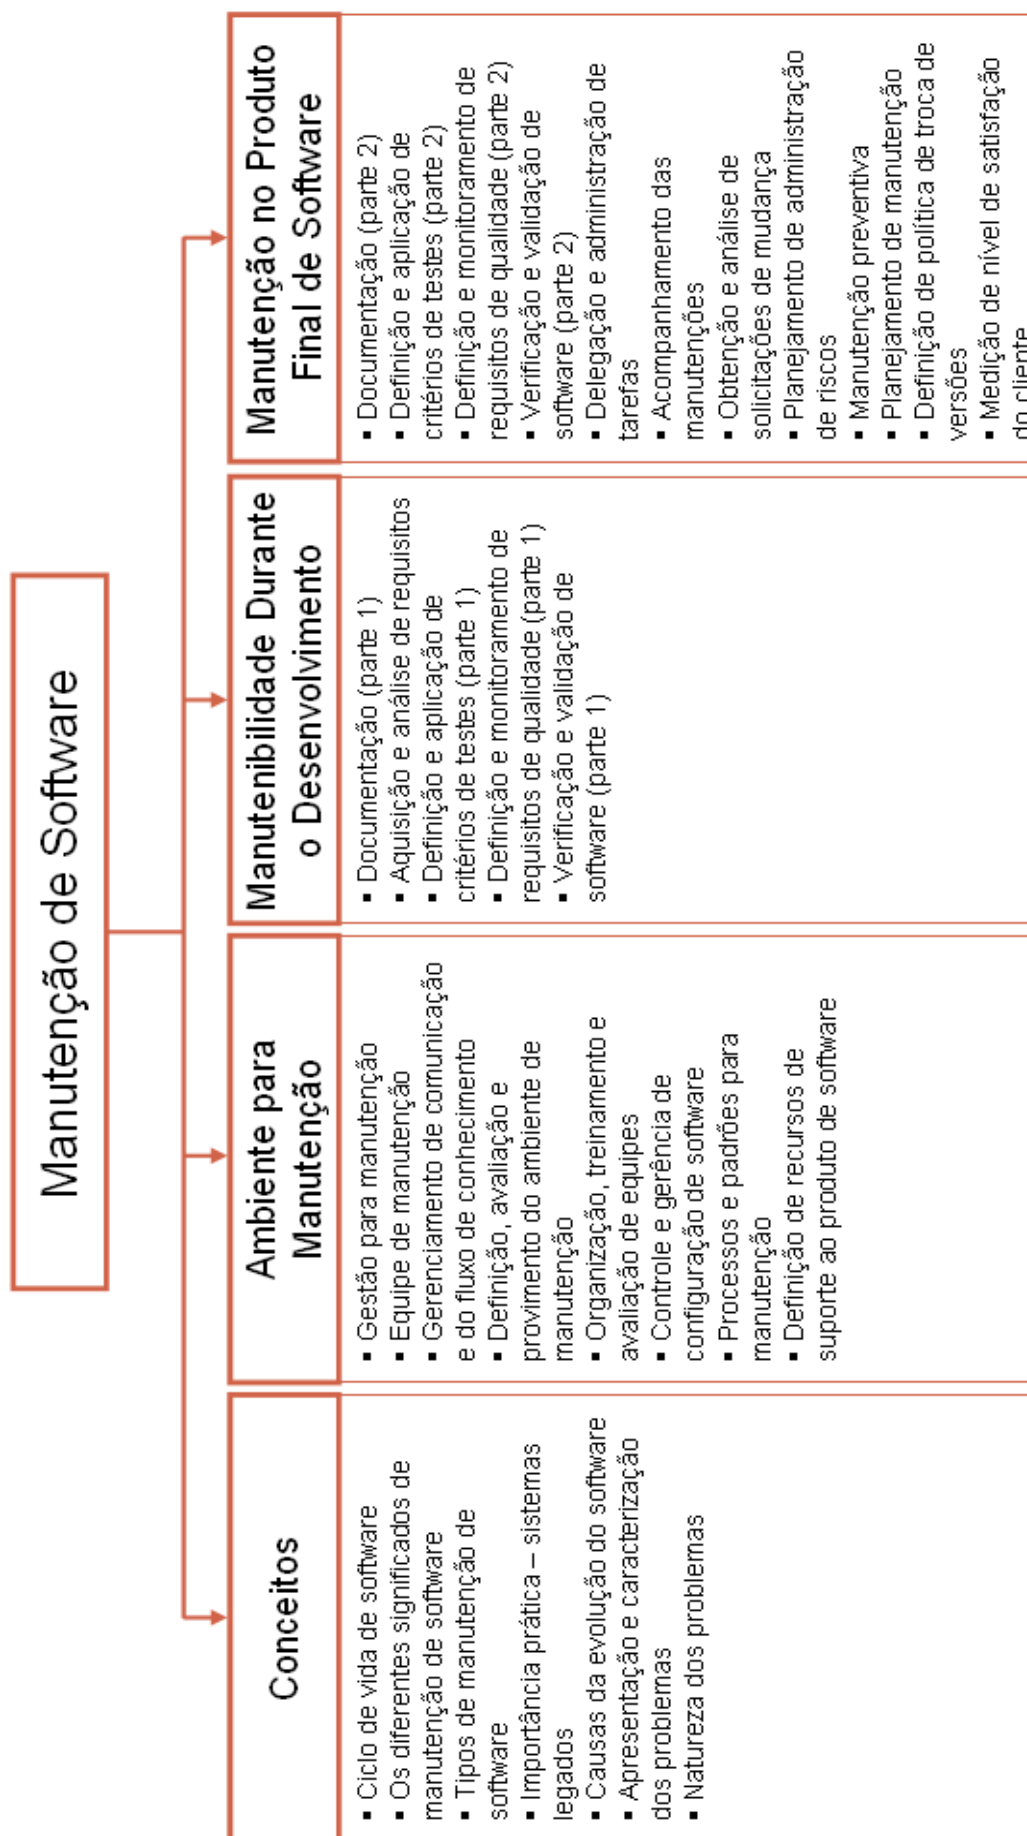 Manutenção de Software
Conceitos
▪ Ciclo de vida de software
▪ Os diferentes significados de
manutenção de software
▪ Tipos de manutenção de
software
▪ Importância prática – sistemas
legados
▪ Causas da evolução do software
▪ Apresentação e caracterização
dos problemas
▪ Natureza dos problemas
Ambiente para
Manutenção
▪ Gestão para manutenção
▪ Equipe de manutenção
▪ Gerenciamento de comunicação
e do fluxo de conhecimento
▪ Definição, avaliação e
provimento do ambiente de
manutenção
▪ Organização, treinamento e
avaliação de equipes
▪ Controle e gerência de
configuração de software
▪ Processos e padrões para
manutenção
▪ Definição de recursos de
suporte ao produto de software
Manutenibilidade Durante
o Desenvolvimento
▪ Documentação (parte 1)
▪ Aquisição e análise de requisitos
▪ Definição e aplicação de
critérios de testes (parte 1)
▪ Definição e monitoramento de
requisitos de qualidade (parte 1)
▪ Verificação e validação de
software (parte 1)
Manutenção no Produto
Final de Software
▪ Documentação (parte 2)
▪ Definição e aplicação de
critérios de testes (parte 2)
▪ Definição e monitoramento de
requisitos de qualidade (parte 2)
▪ Verificação e validação de
software (parte 2)
▪ Delegação e administração de
tarefas
▪ Acompanhamento das
manutenções
▪ Obtenção e análise de
solicitações de mudança
▪ Planejamento de administração
de riscos
▪ Manutenção preventiva
▪ Planejamento de manutenção
▪ Definição de política de troca de
versões
▪ Medição de nível de satisfação
do cliente